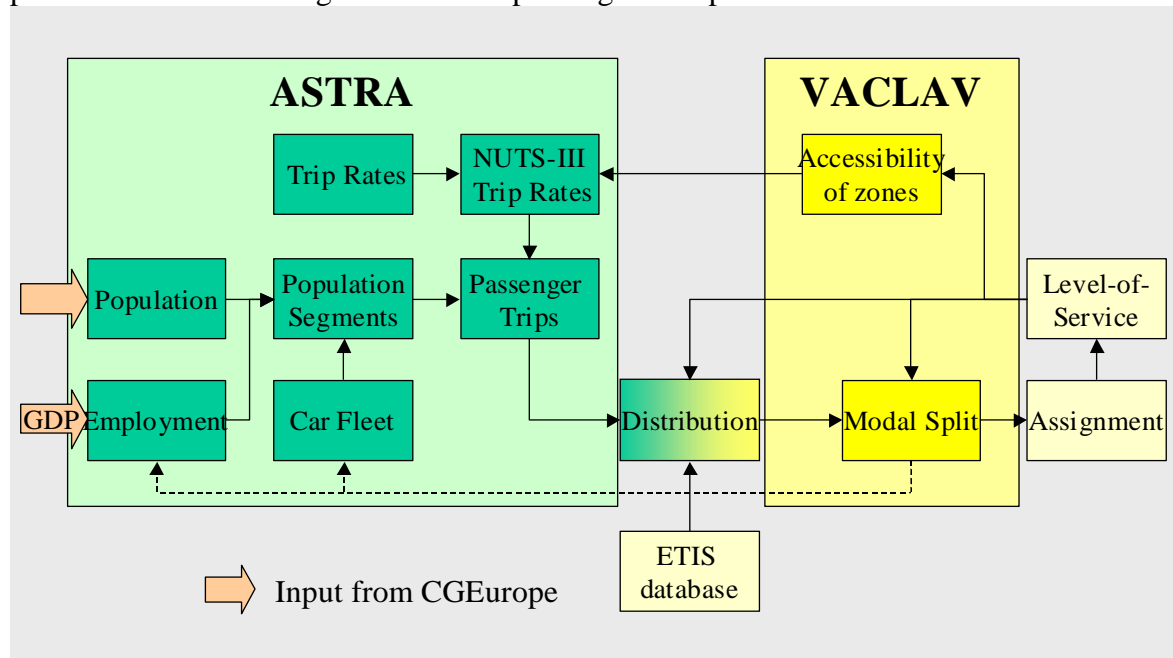 ASTRA
VACLAV
Trip Rates
NUTS-III
Trip Rates
Accessibility
of zones
Population
Population
Segments
Passenger
Trips
Level-of-
Service
GDP
Employment
Car Fleet
Distribution
Modal Split
Assignment
ETIS
database
Input from CGEurope